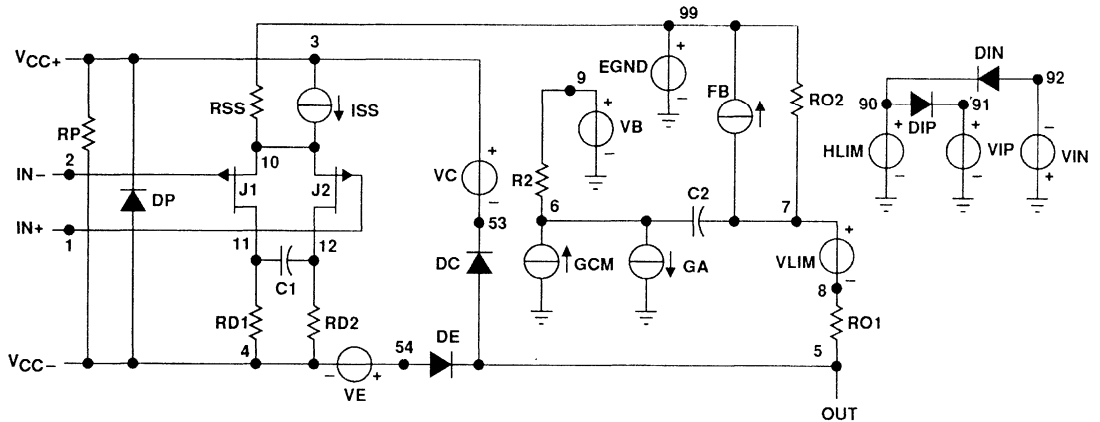 99
3
VCC+
DIN
EGND
+
9
FB
92
RSS
ISS
RO2
90
91
RP
VB
+
DIP
+
+
-
2
10
HLIM
VIP
VIN
IN-
J1
J2
VC
+
R2
C2
-
-
+
DP
-
6
7
IN+
53
1
11
12
+
DC
GCM
GA
VLIM
C1
-
8
RD1
RD2
DE
RO1
4
54
5
VCC-
-
+
VE
OUT